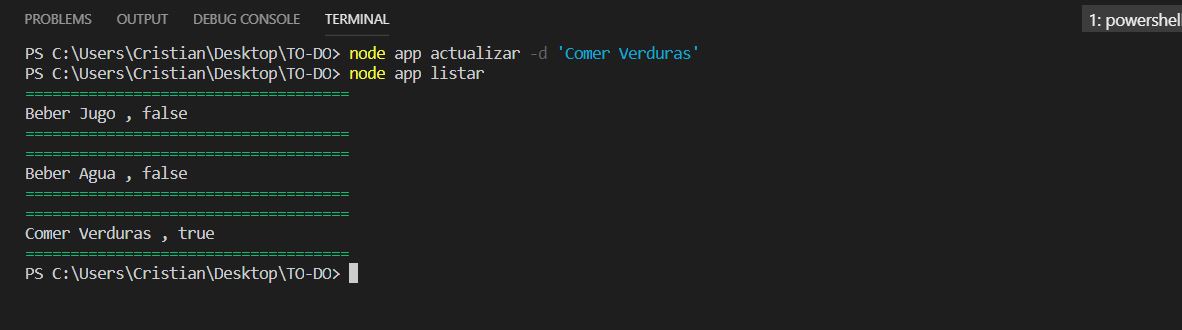 PROBLEMS OUTPUT DEBUG CONSOLE TERMINAL 1: powershell
PS C:\Users\Cristian\Desktop\TO-DO> node app actualizar -d 'Comer Verduras'
PS C:\Users\Cristian\Desktop\TO-DO> node app listar
====================================
Beber Jugo , false
====================================
====================================
Beber Agua , false
====================================
====================================
Comer Verduras , true
====================================
PS C:\Users\Cristian\Desktop\TO-DO>